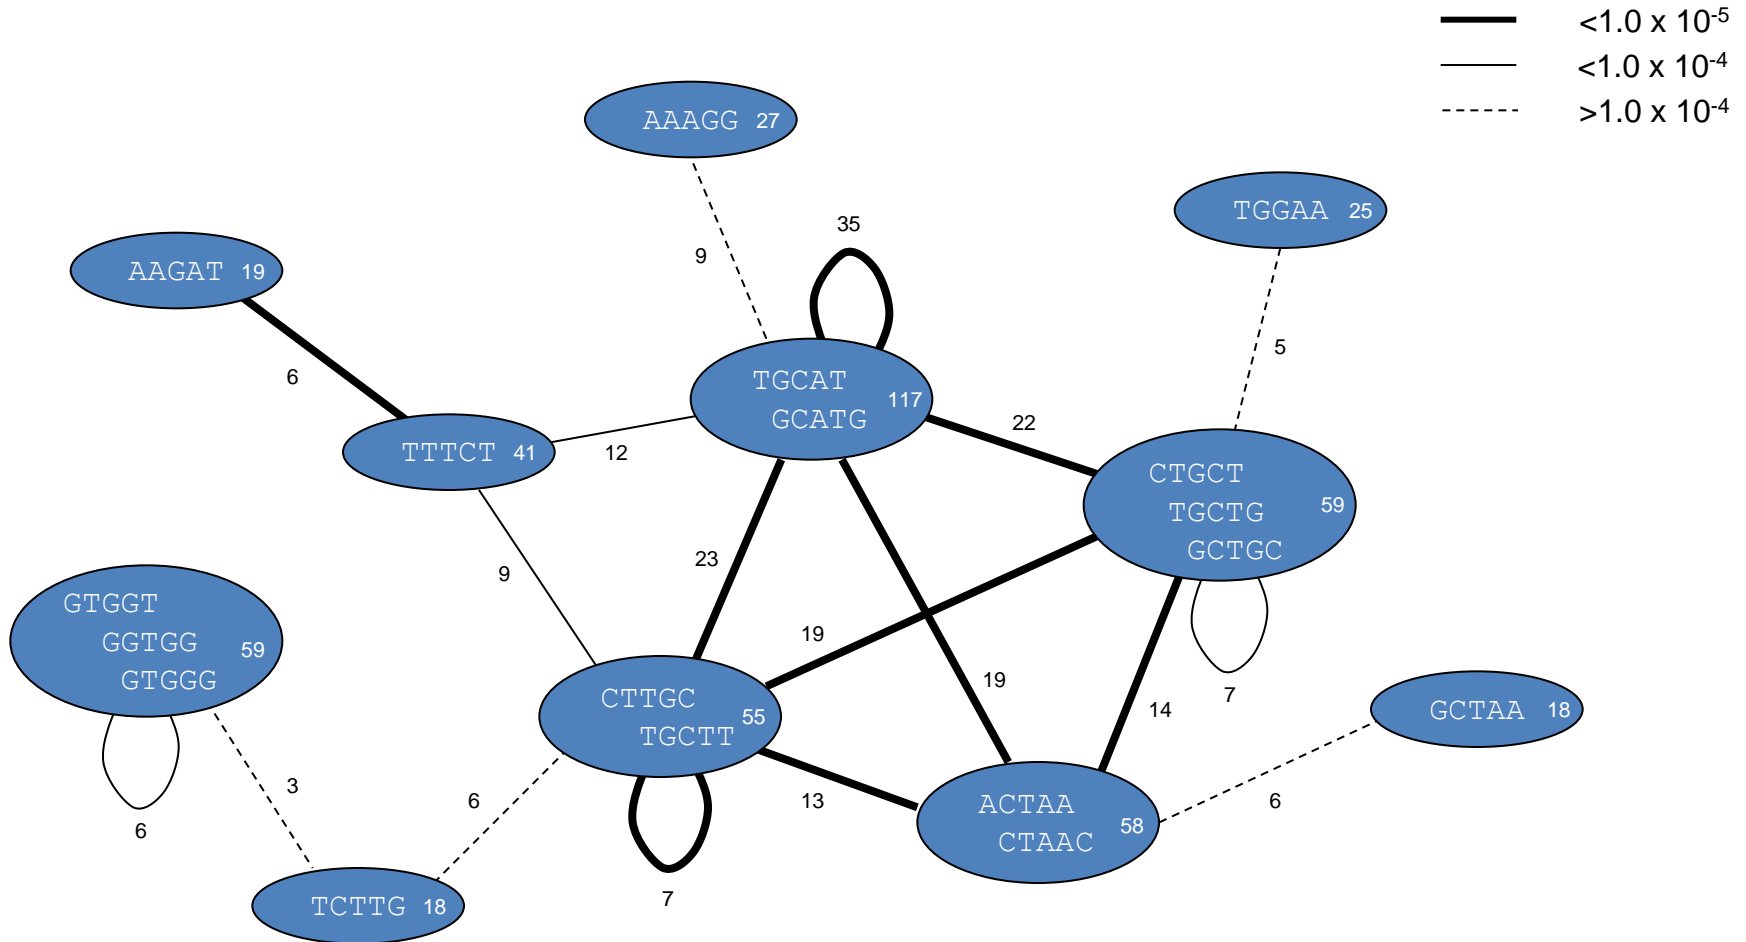 <1.0 x 10-5
<1.0 x 10-4
>1.0 x 10-4
AAAGG 27
TGGAA 25
35
9
AAGAT 19
5
6
TGCAT
GCATG
117
22
TTTCT 41
12
CTGCT
TGCTG
GCTGC
59
23
9
GTGGT
GGTGG
GTGGG
59
19
19
CTTGC
TGCTT
55
7
14
GCTAA 18
3
6
13
6
6
ACTAA
CTAAC
58
7
TCTTG 18